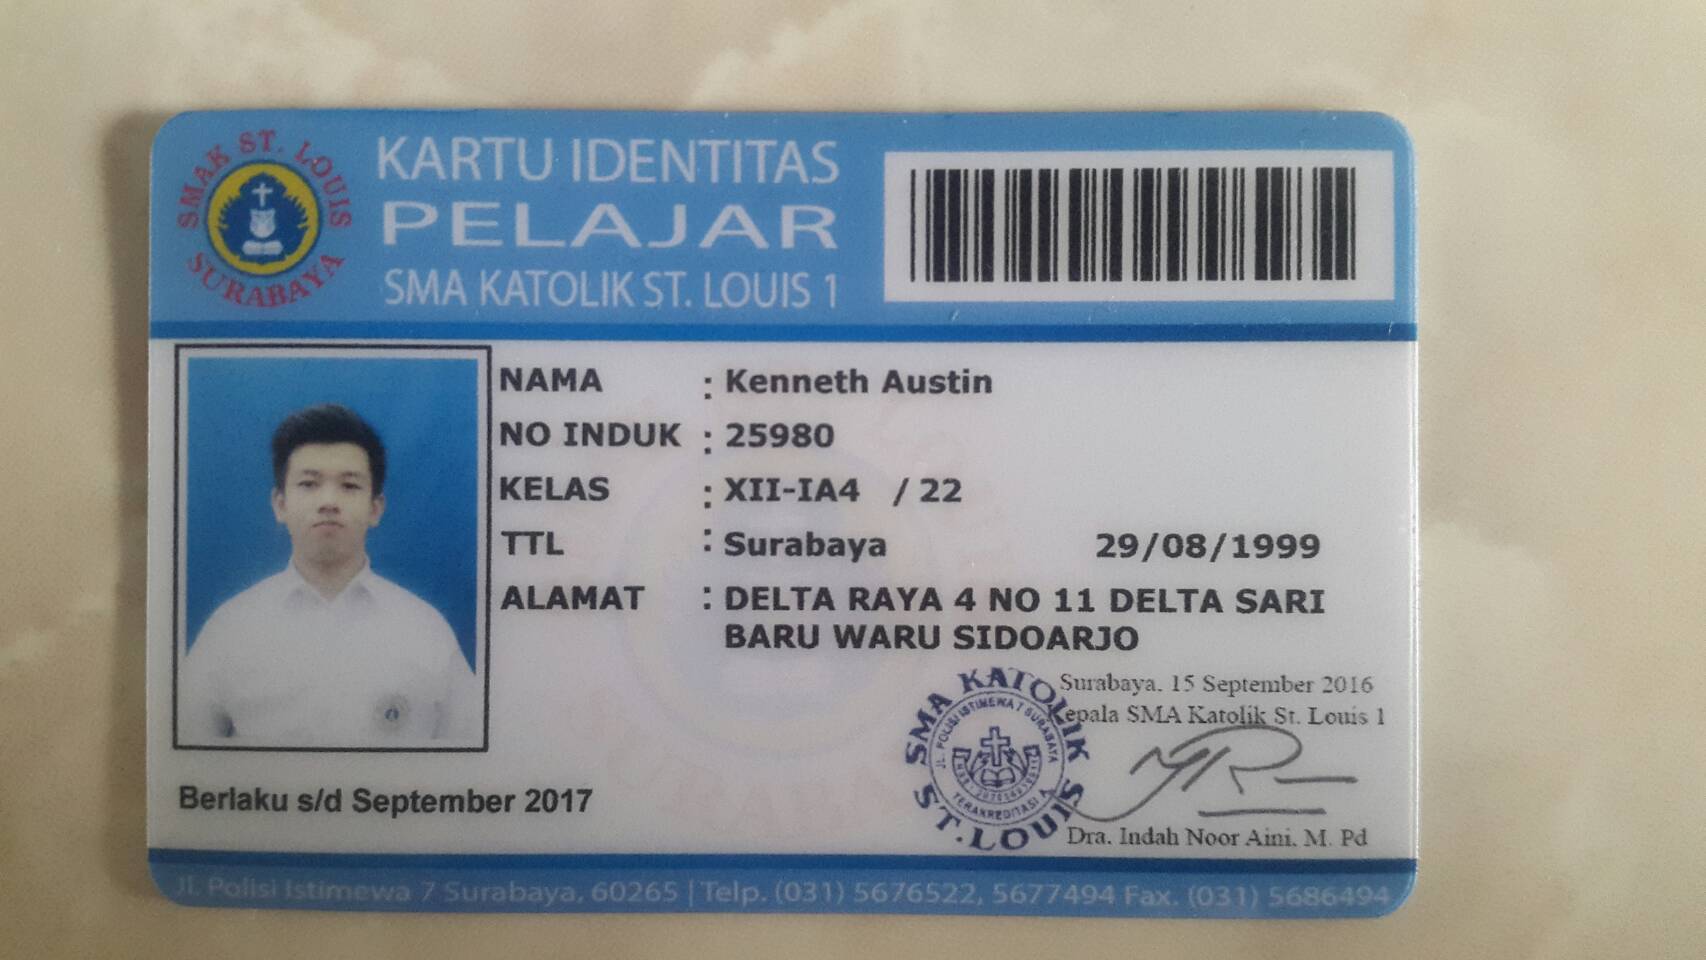 SMAK ST. LOUIS
SURABAYA
KARTU IDENTITAS
PELAJAR
SMA KATOLIK ST. LOUIS 1
NAMA : Kenneth Austin
NO INDUK : 25980
KELAS : XII-IA4 / 22
TTL : Surabaya 29/08/1999
ALAMAT : DELTA RAYA 4 NO 11 DELTA SARI
BARU WARU SIDOARJO
Surabaya. 15 September 2016
Kepala SMA Katolik St. Louis 1
SMA KATOLIK
JL. POLISI ISTIMEWA 7 SURABAYA
TERAKREDITASI A
ST. LOUIS
Dra. Indah Noor Aini. M. Pd
Berlaku s/d September 2017
Jl. Polisi Istimewa 7 Surabaya, 60265 | Telp. (031) 5676522, 5677494 Fax. (031) 5686494